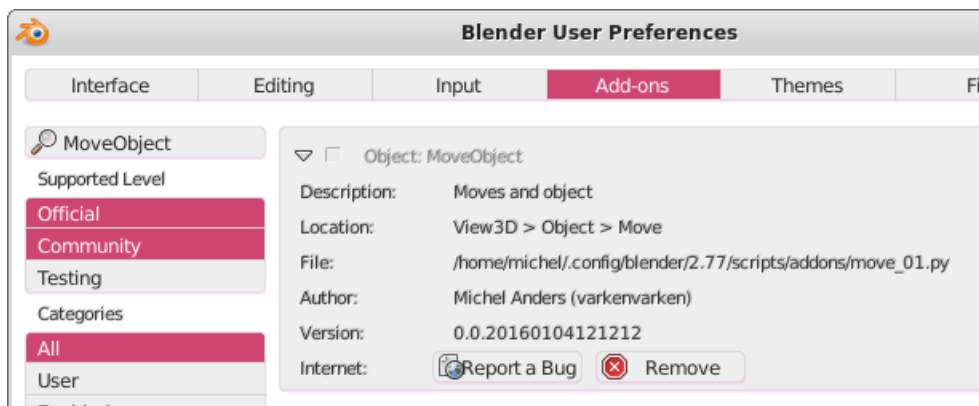 Blender User Preferences
Interface Editing Input Add-ons Themes
MoveObject
Supported Level
Official
Community
Testing
Categories
All
User
Object: MoveObject
Description: Moves and object
Location: View3D > Object > Move
File: /home/michel/.config/blender/2.77/scripts/addons/move_01.py
Author: Michel Anders (varkenvarken)
Version: 0.0.20160104121212
Internet: Report a Bug Remove